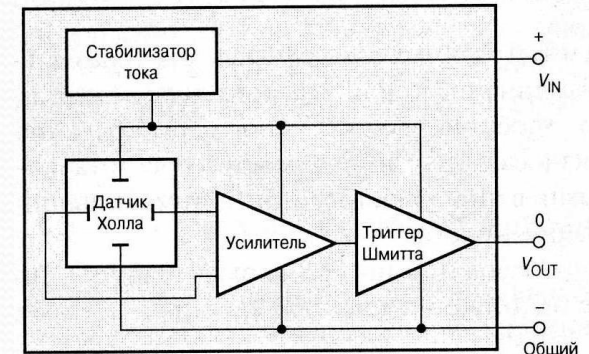 Стабилизатор
тока
+
V_IN
Датчик
Холла
Усилитель
Триггер
Шмитта
0
V_OUT
–
Общий